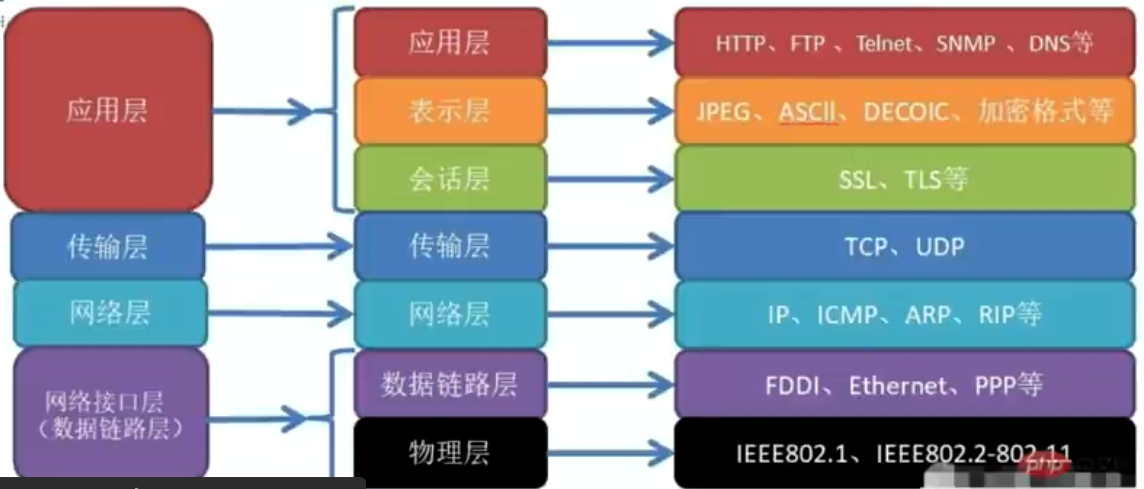 应用层
应用层
HTTP、FTP 、Telnet、SNMP 、DNS等
表示层
JPEG、ASCII、DECOIC、加密格式等
会话层
SSL、TLS等
传输层
传输层
TCP、UDP
网络层
网络层
IP、ICMP、ARP、RIP等
网络接口层
（数据链路层）
数据链路层
FDDI、Ethernet、PPP等
物理层
IEEE802.1、IEEE802.2-802.11
php